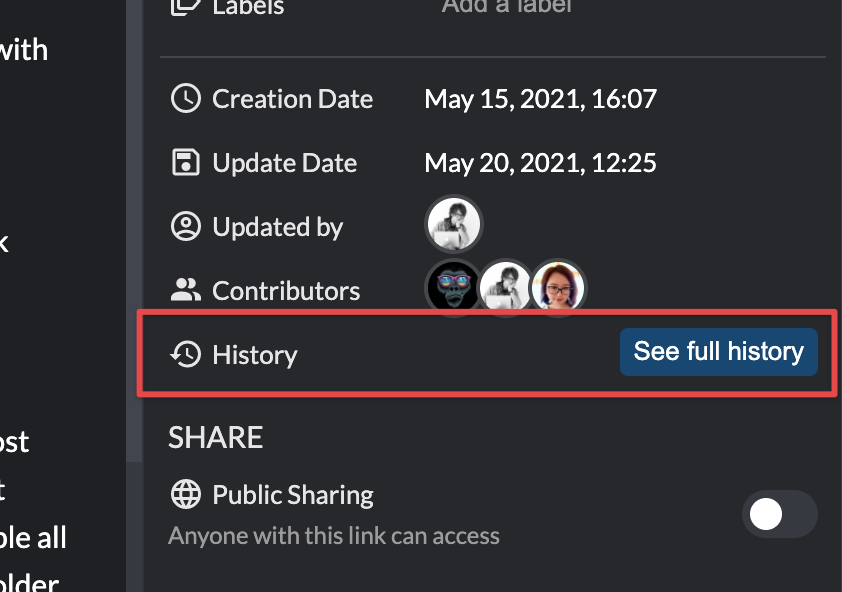 with
k
ost
t
ble all
older
Labels Add a label
Creation Date May 15, 2021, 16:07
Update Date May 20, 2021, 12:25
Updated by
Contributors
History See full history
SHARE
Public Sharing
Anyone with this link can access